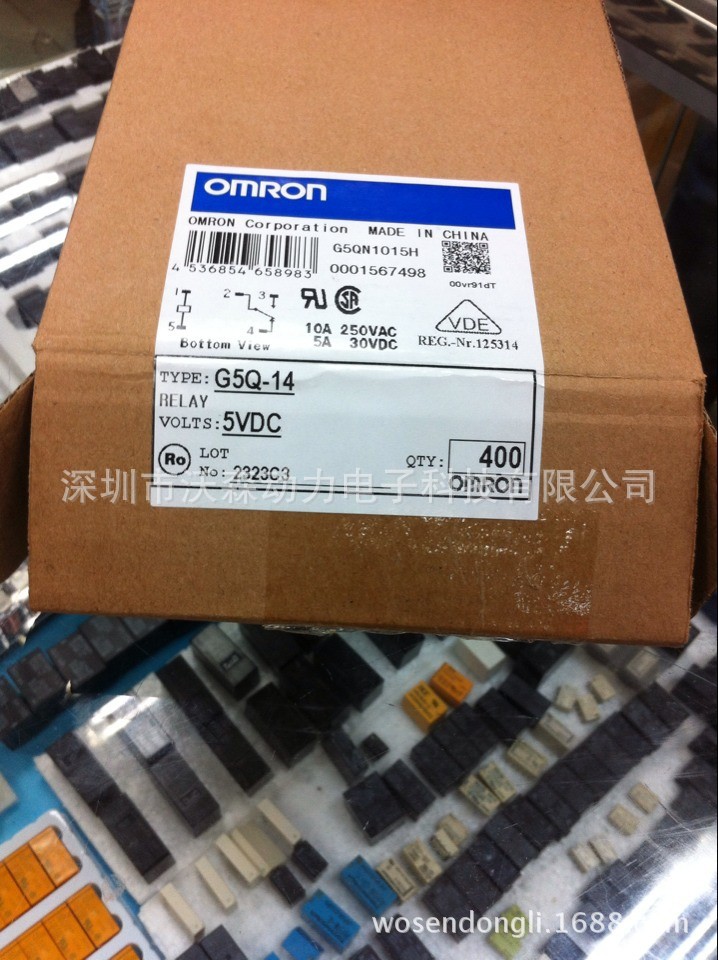 OMRON
OMRON Corporation MADE IN CHINA
G5QN1015H
4 536854 658983 0001567498
00vr91dT
1 2 3
5 4
Bottom View
10A 250VAC
5A 30VDC
VDE
REG.-Nr.125314
TYPE: G5Q-14
RELAY
VOLTS: 5VDC
Ro LOT
No: 2323C3
QTY: 400
OMRON
深圳市沃森动力电子科技有限公司
wosendongli.1688.com